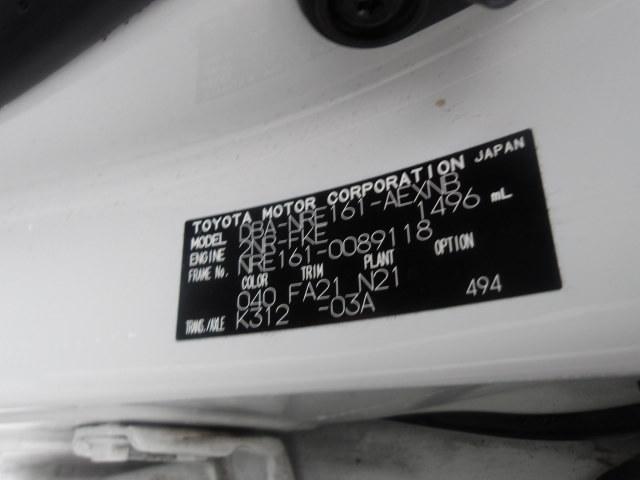 TOYOTA MOTOR CORPORATION JAPAN
MODEL DBA-NRE161-AEXNB
ENGINE 2NR-FKE 1496 mL
FRAME No. NRE161-0089118
COLOR TRIM PLANT OPTION
040 FA21 N21
TRANS./AXLE K312 -03A 494